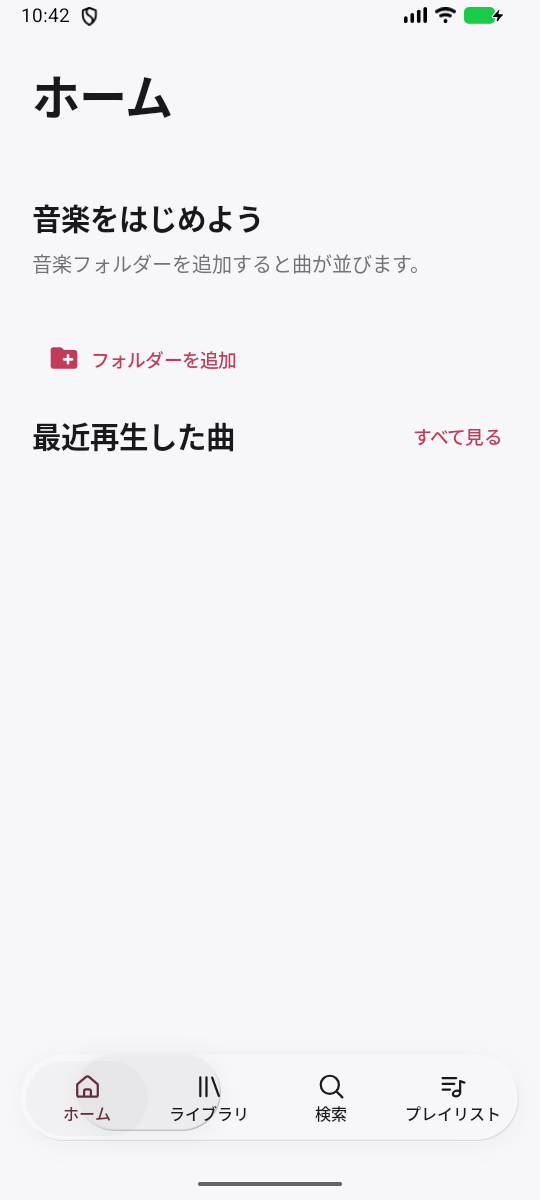 10:42
ホーム
音楽をはじめよう
音楽フォルダーを追加すると曲が並びます。
フォルダーを追加
最近再生した曲 すべて見る
ホーム ライブラリ 検索 プレイリスト